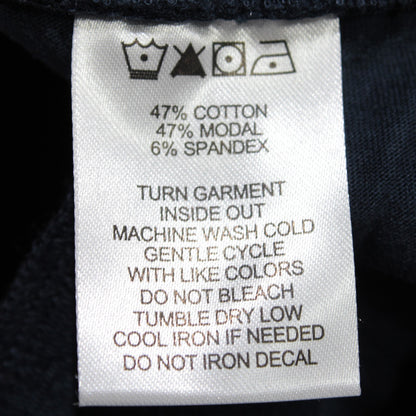 47% COTTON
47% MODAL
6% SPANDEX
TURN GARMENT
INSIDE OUT
MACHINE WASH COLD
GENTLE CYCLE
WITH LIKE COLORS
DO NOT BLEACH
TUMBLE DRY LOW
COOL IRON IF NEEDED
DO NOT IRON DECAL